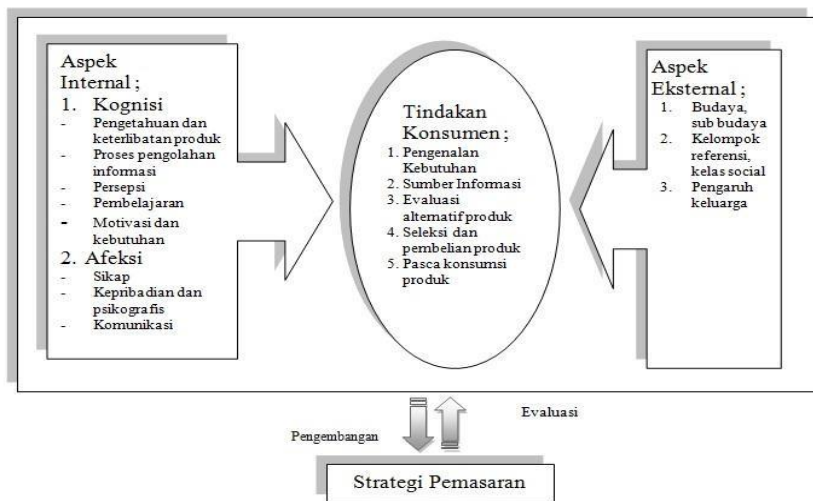 Aspek
Internal ;
1. Kognisi
- Pengetahuan dan
keterlibatan produk
- Proses pengolahan
informasi
- Persepsi
- Pembelajaran
- Motivasi dan
kebutuhan
2. Afeksi
- Sikap
- Kepribadian dan
psikografis
- Komunikasi
Tindakan
Konsumen ;
1. Pengenalan
Kebutuhan
2. Sumber Informasi
3. Evaluasi
alternatif produk
4. Seleksi dan
pembelian produk
5. Pasca konsumsi
produk
Aspek
Eksternal ;
1. Budaya,
sub budaya
2. Kelompok
referensi,
kelas social
3. Pengaruh
keluarga
Pengembangan
Evaluasi
Strategi Pemasaran